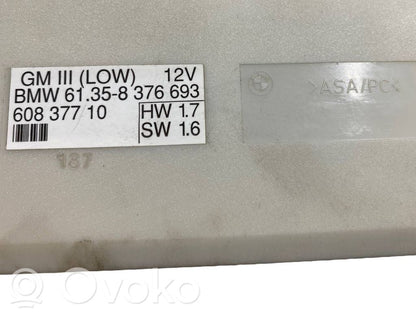 GM III (LOW) 12V
BMW 61.35-8 376 693
608 377 10 HW 1.7
SW 1.6
187
>ASA/PC<
OVOKO